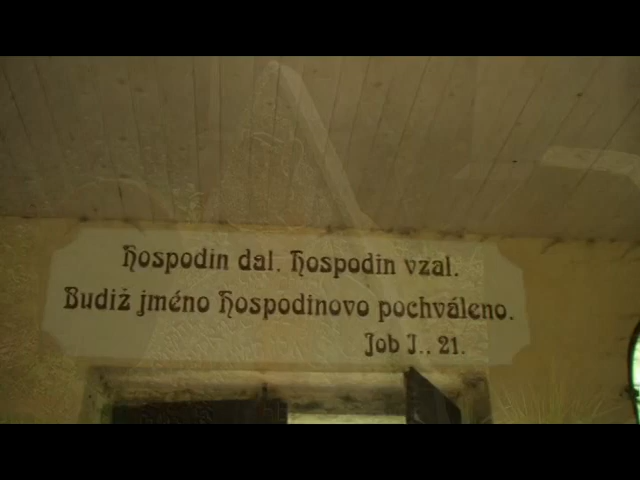 Hospodin dal. Hospodin vzal.
Budiž jméno Hospodinovo pochváleno.
Job I., 21.